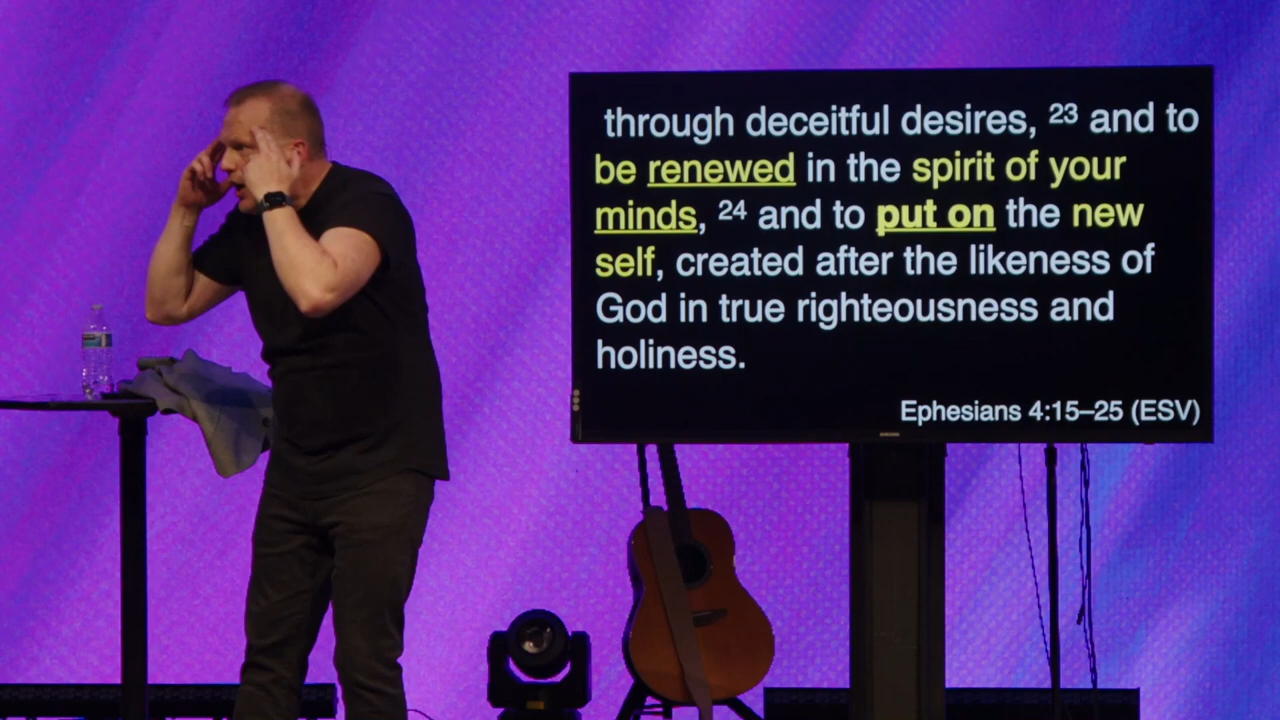 through deceitful desires, ²³ and to
be renewed in the spirit of your
minds, ²⁴ and to put on the new
self, created after the likeness of
God in true righteousness and
holiness.
Ephesians 4:15–25 (ESV)